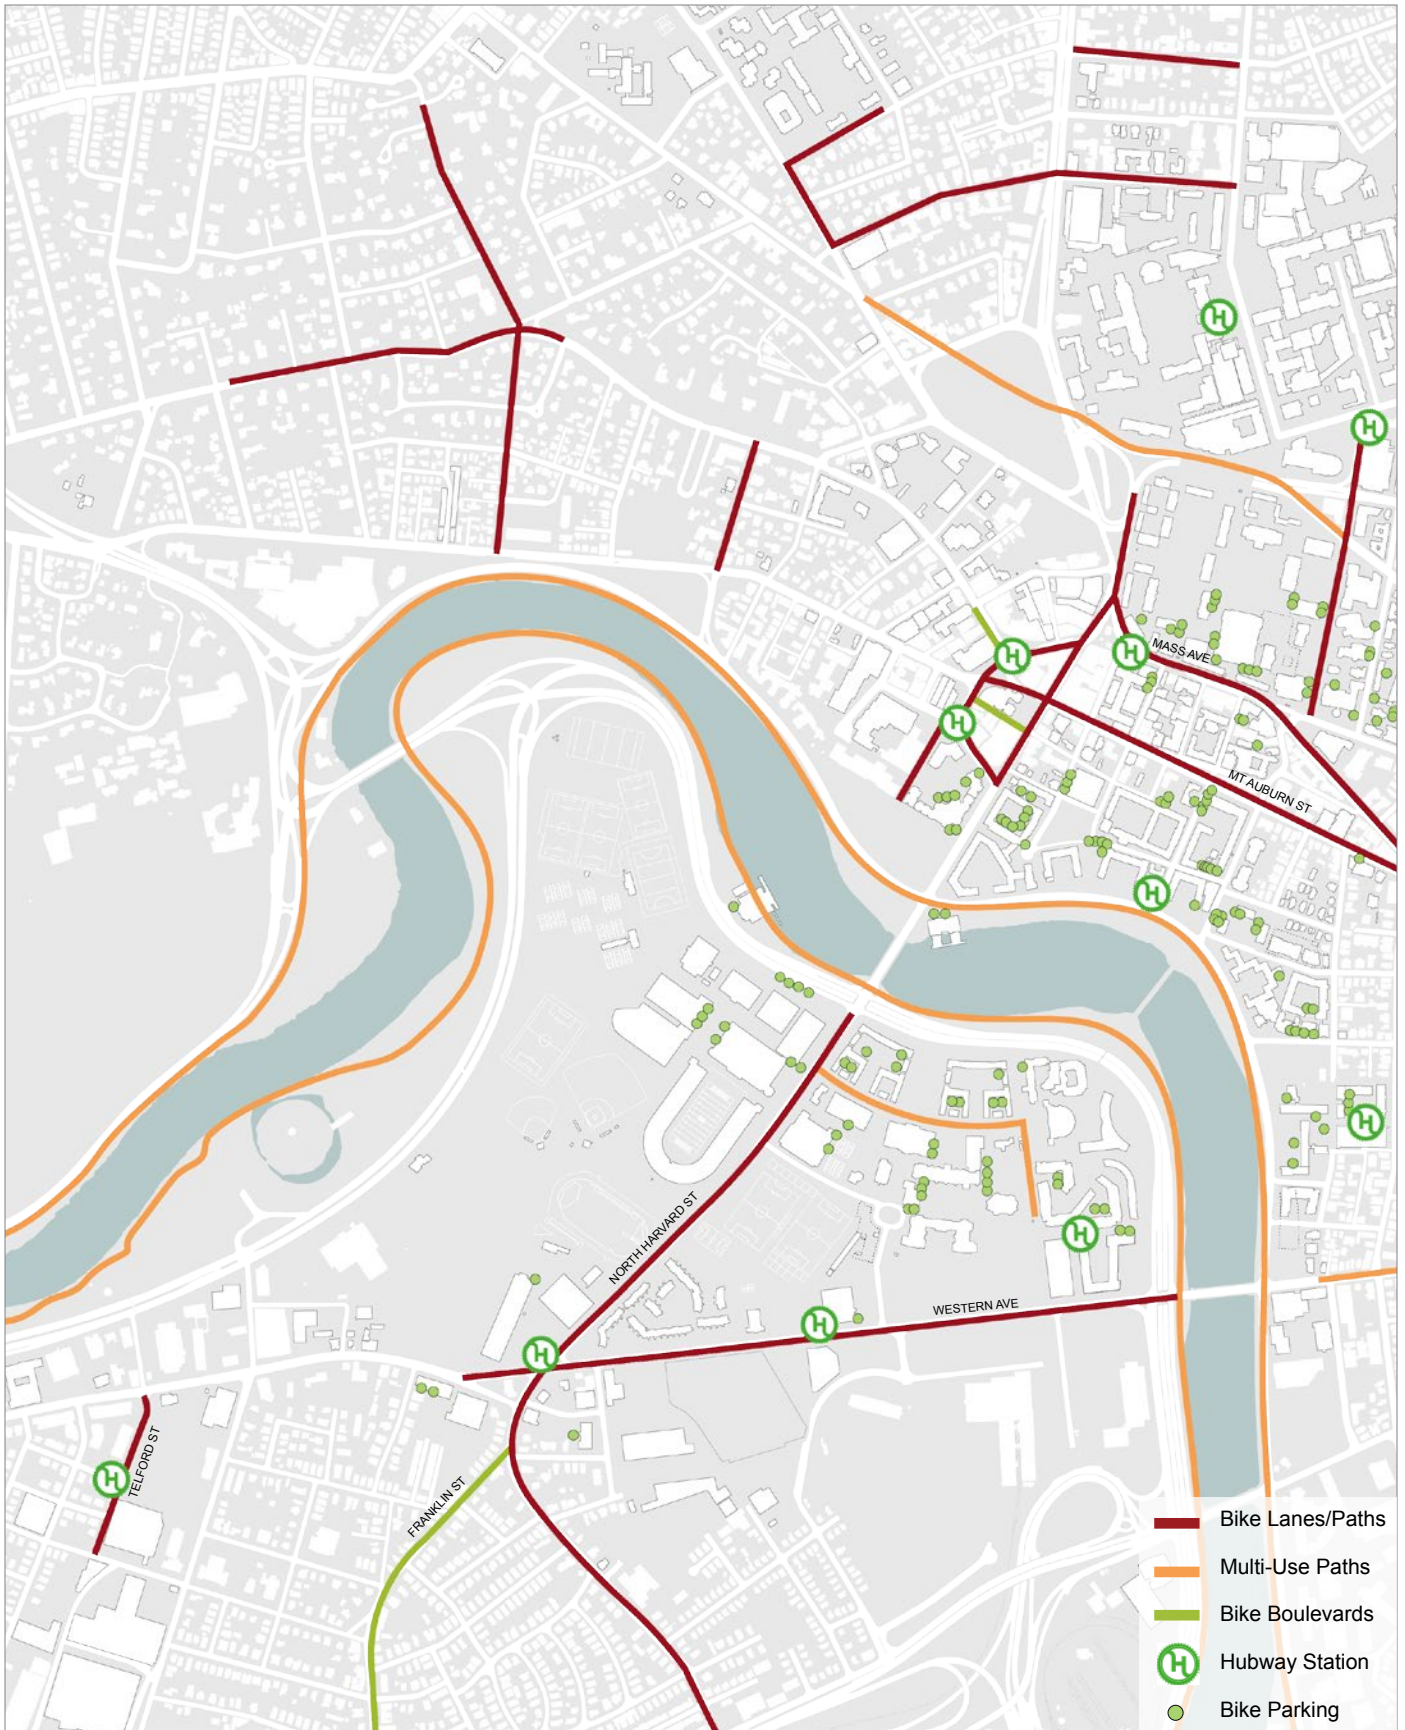 MASS AVE
MT AUBURN ST
NORTH HARVARD ST
WESTERN AVE
TELFORD ST
FRANKLIN ST
Bike Lanes/Paths
Multi-Use Paths
Bike Boulevards
H Hubway Station
Bike Parking